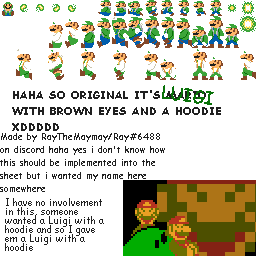 HAHA SO ORIGINAL IT'S
LUIGI
WITH BROWN EYES AND A HOODIE
XDDDDD
Made by RayTheMaymay/Ray#6488
on discord haha yes i don't know how
this should be implemented into the
sheet but i wanted my name here
somewhere
I have no involvement
in this, someone
wanted a Luigi with a
hoodie and so I gave
em a Luigi with a
hoodie